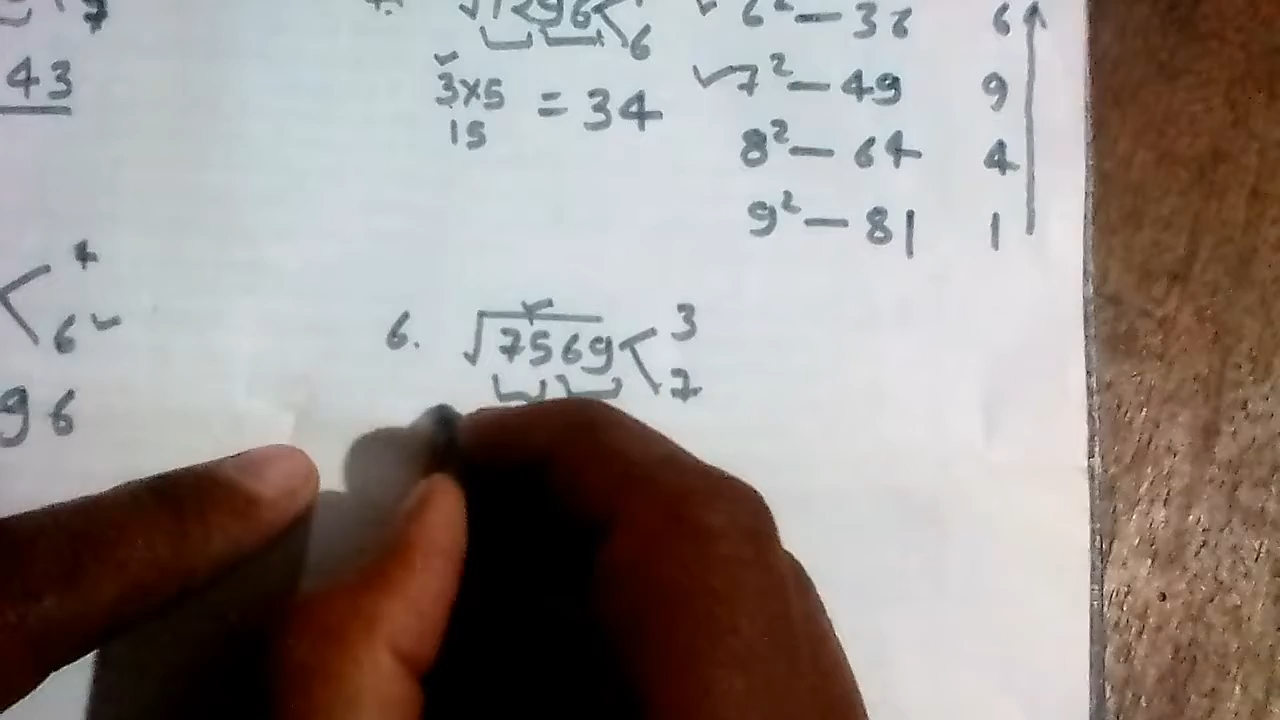 7
43
4
6
96
√1296 < 6
3×5 = 34
15
6² — 36 6
7² — 49 9
8² — 64 4
9² — 81 1
6. √7569 < 3
7